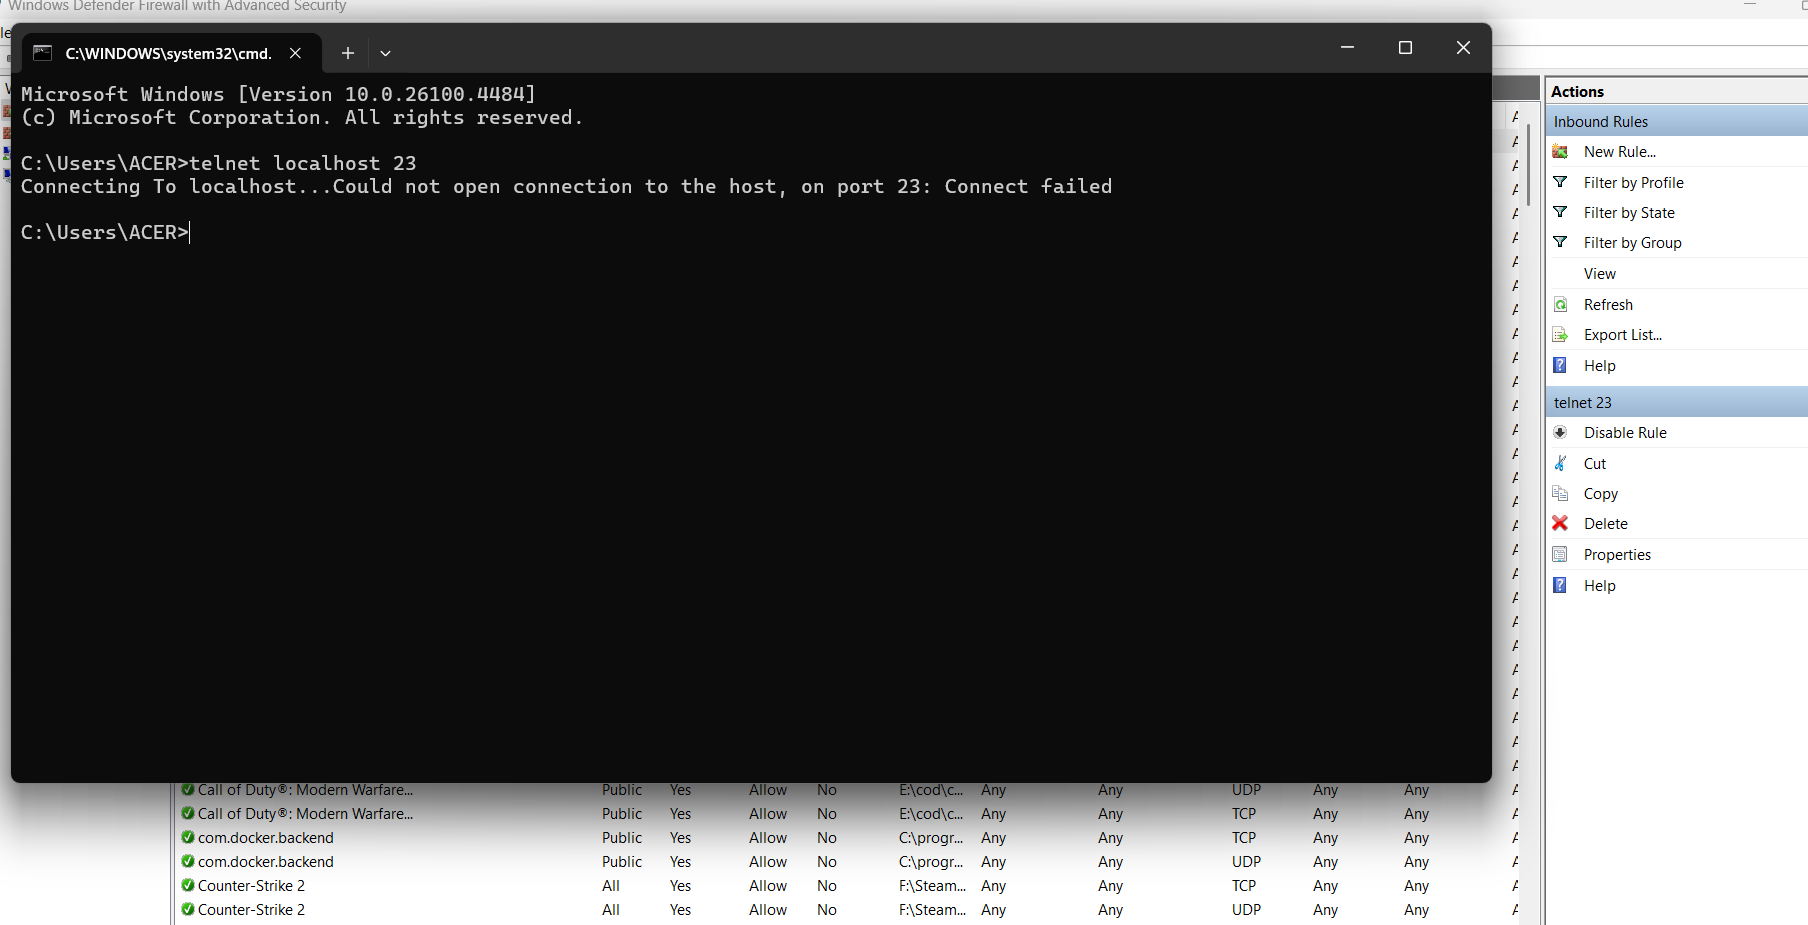 Windows Defender Firewall with Advanced Security
C:\WINDOWS\system32\cmd.
Microsoft Windows [Version 10.0.26100.4484]
(c) Microsoft Corporation. All rights reserved.
C:\Users\ACER>telnet localhost 23
Connecting To localhost...Could not open connection to the host, on port 23: Connect failed
C:\Users\ACER>
Call of Duty®: Modern Warfare... Public Yes Allow No E:\cod\c... Any Any UDP Any Any
Call of Duty®: Modern Warfare... Public Yes Allow No E:\cod\c... Any Any TCP Any Any
com.docker.backend Public Yes Allow No C:\progr... Any Any TCP Any Any
com.docker.backend Public Yes Allow No C:\progr... Any Any UDP Any Any
Counter-Strike 2 All Yes Allow No F:\Steam... Any Any TCP Any Any
Counter-Strike 2 All Yes Allow No F:\Steam... Any Any UDP Any Any
Actions
Inbound Rules
New Rule...
Filter by Profile
Filter by State
Filter by Group
View
Refresh
Export List...
Help
telnet 23
Disable Rule
Cut
Copy
Delete
Properties
Help